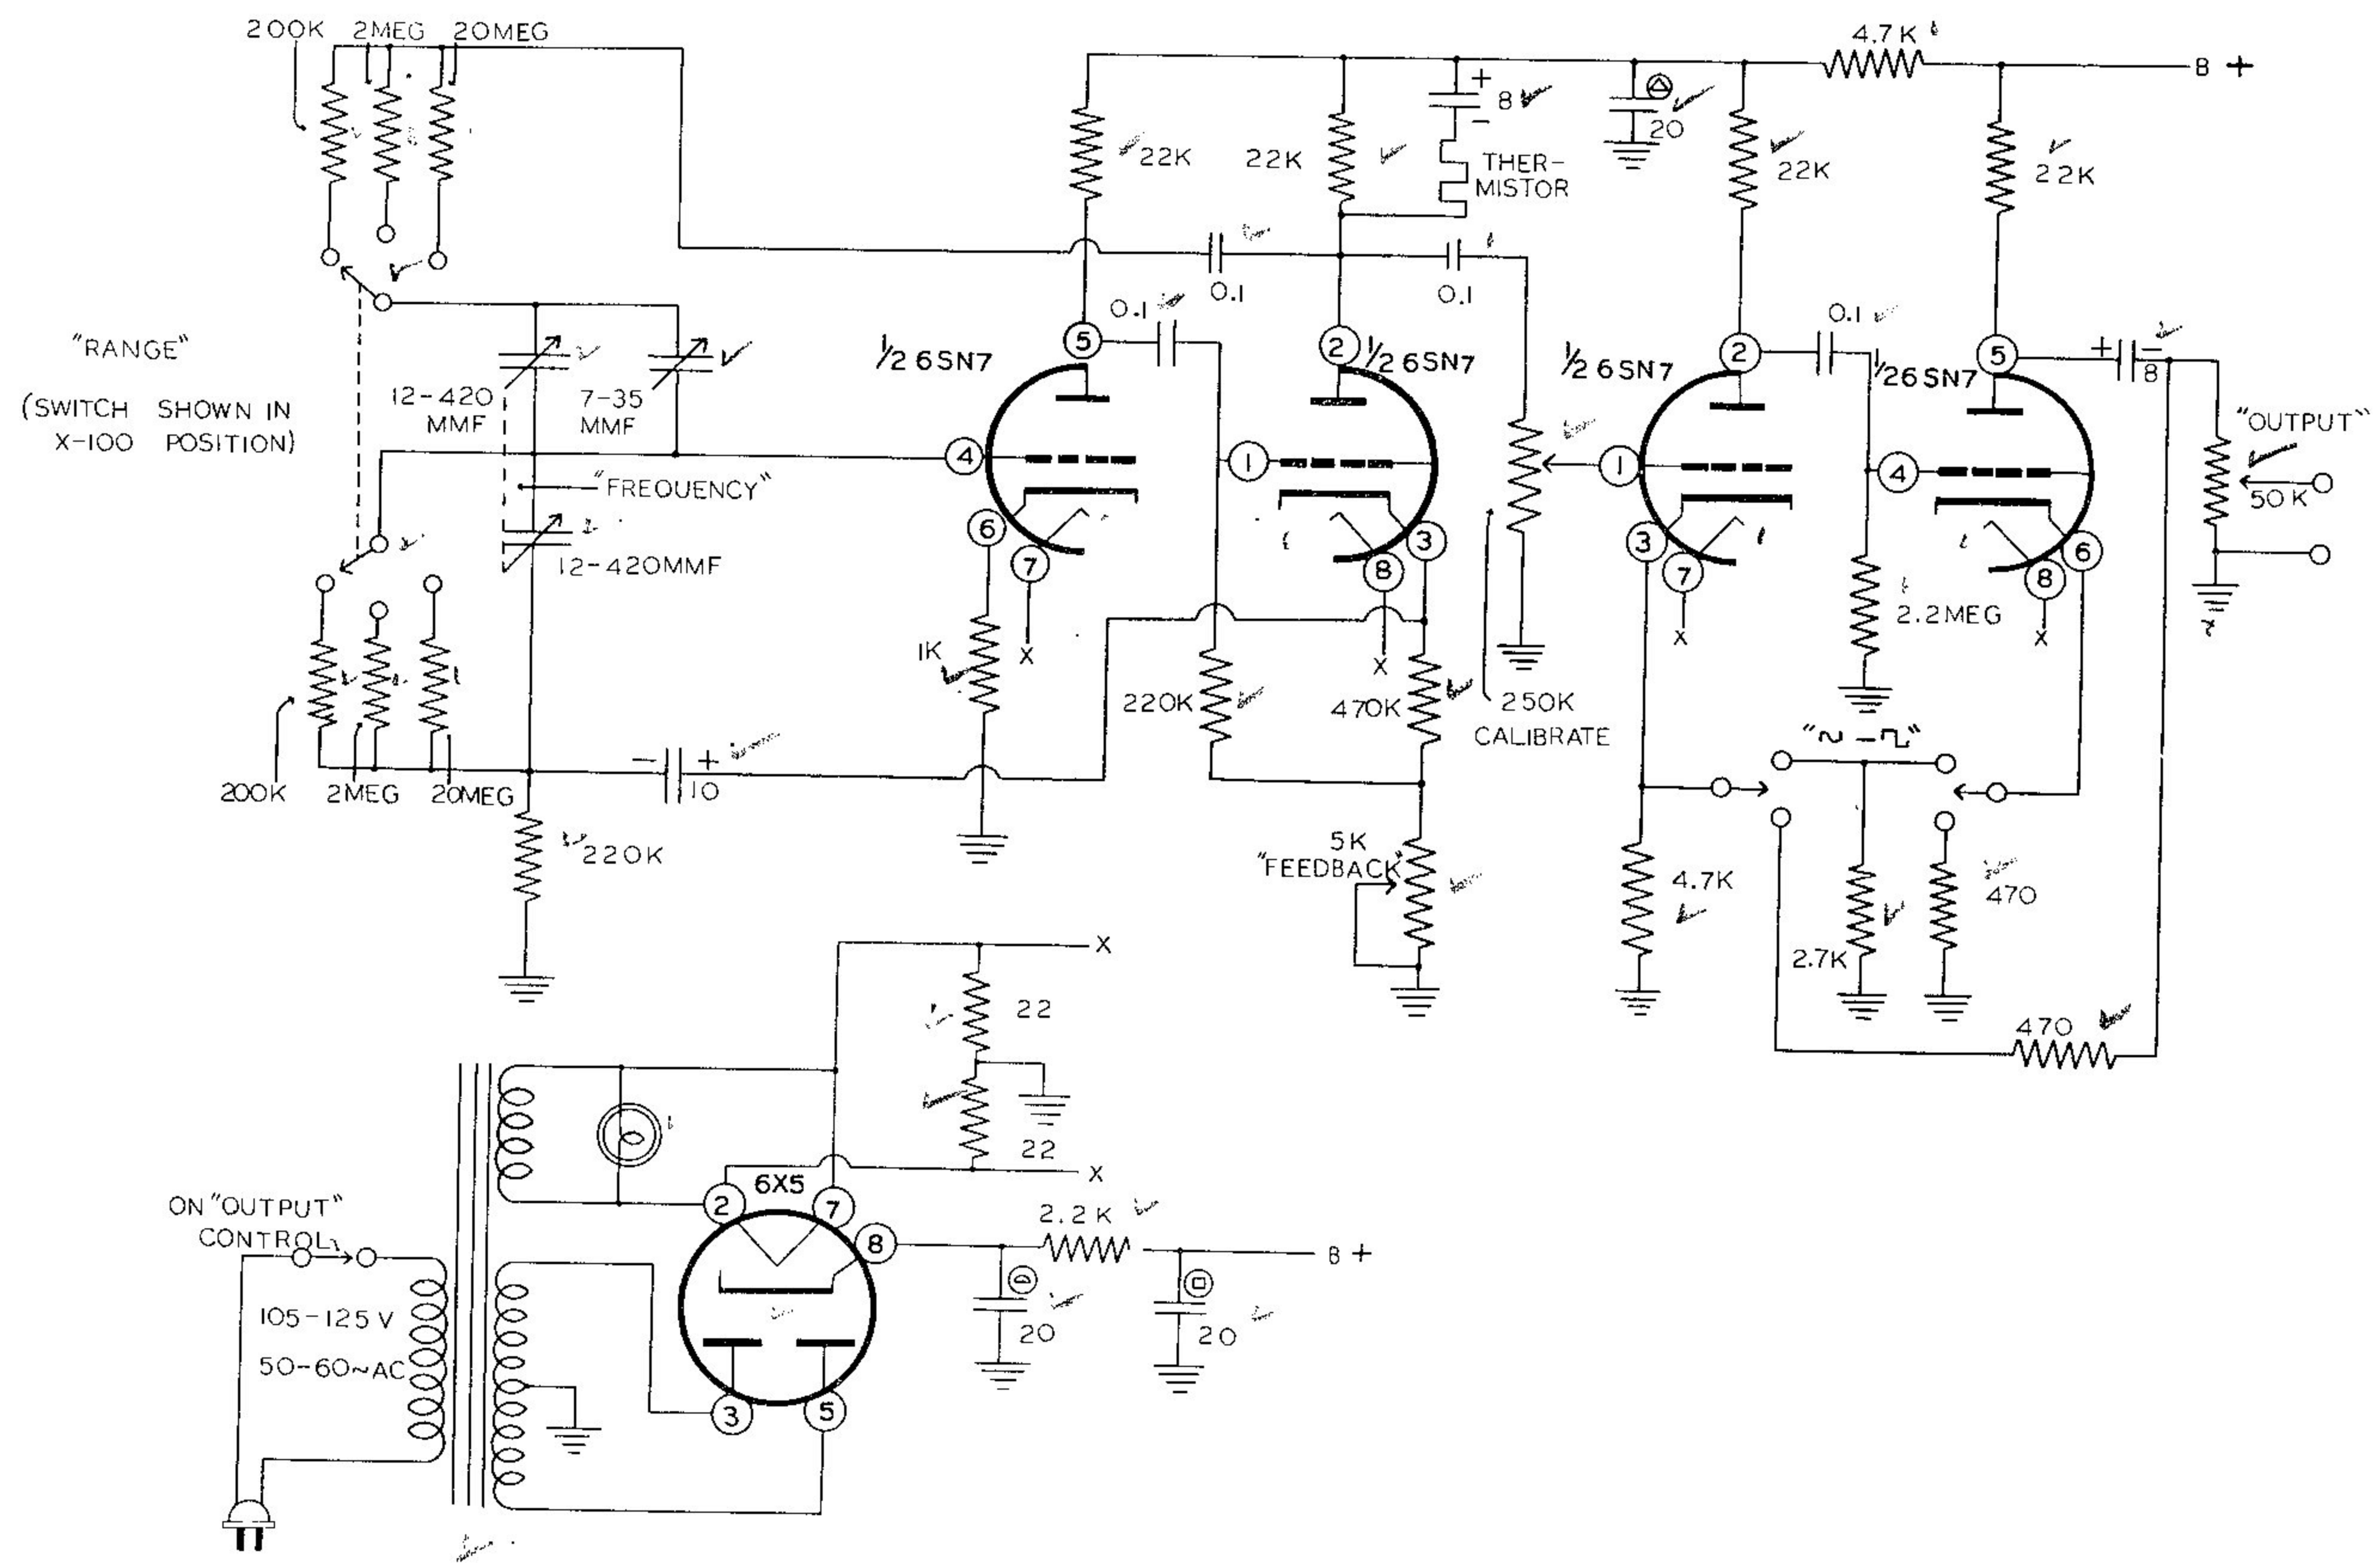 200K 2MEG 20MEG
4.7K
B +
+
8
-
20
22K
22K
THER-
MISTOR
22K
22K
0.1
0.1
0.1
0.1
"RANGE"
(SWITCH SHOWN IN
X-100 POSITION)
12-420
MMF
7-35
MMF
5
1/2 6SN7
2
1/2 6SN7
1/2 6SN7
2
1/2 6SN7
5
+ -
8
"OUTPUT"
50K
4
1
1
4
"FREQUENCY"
12-420MMF
6
7
X
8
X
3
3
7
X
8
X
6
1K
220K
470K
250K
CALIBRATE
2.2MEG
"∿ - ⊓"
200K 2MEG 20MEG
- +
10
220K
5K
"FEEDBACK"
4.7K
2.7K
470
470
X
22
22
X
6X5
2
7
8
3
5
ON "OUTPUT"
CONTROL
105-125 V
50-60~AC
2.2K
B +
20
20